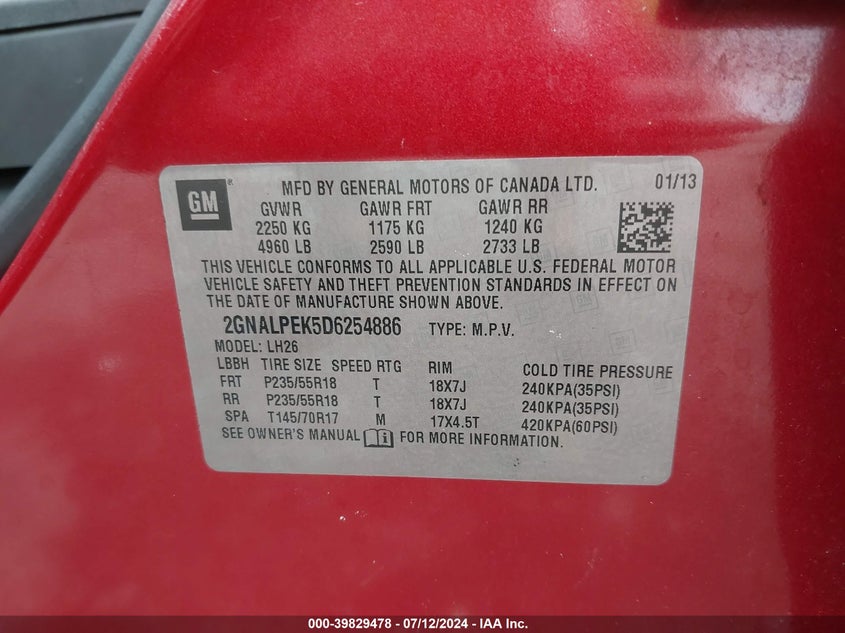 GM ® MFD BY GENERAL MOTORS OF CANADA LTD. 01/13
GVWR GAWR FRT GAWR RR
2250 KG 1175 KG 1240 KG
4960 LB 2590 LB 2733 LB
THIS VEHICLE CONFORMS TO ALL APPLICABLE U.S. FEDERAL MOTOR
VEHICLE SAFETY AND THEFT PREVENTION STANDARDS IN EFFECT ON
THE DATE OF MANUFACTURE SHOWN ABOVE.
2GNALPEK5D6254886 TYPE: M.P.V.
MODEL: LH26
LBBH TIRE SIZE SPEED RTG RIM COLD TIRE PRESSURE
FRT P235/55R18 T 18X7J 240KPA(35PSI)
RR P235/55R18 T 18X7J 240KPA(35PSI)
SPA T145/70R17 M 17X4.5T 420KPA(60PSI)
SEE OWNER'S MANUAL FOR MORE INFORMATION.
000-39829478 - 07/12/2024 - IAA Inc.